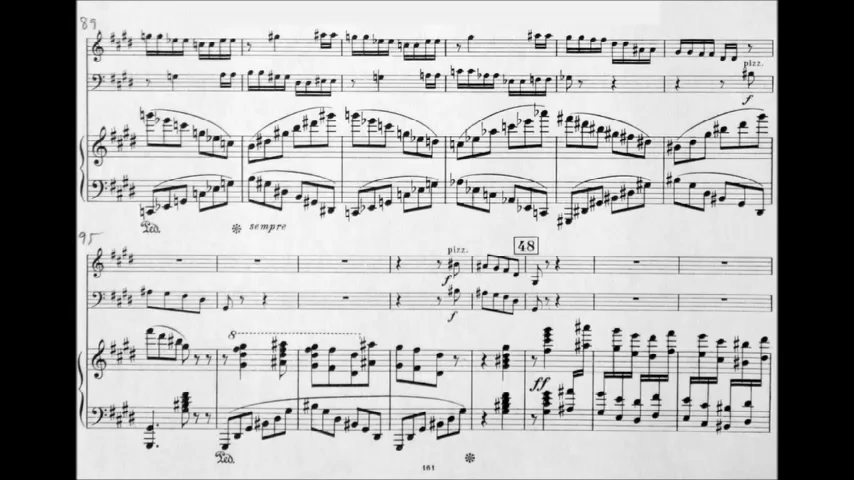 89
pizz.
f
Ped. * sempre
95
pizz.
48
f
f
8
ff
Ped. *
161